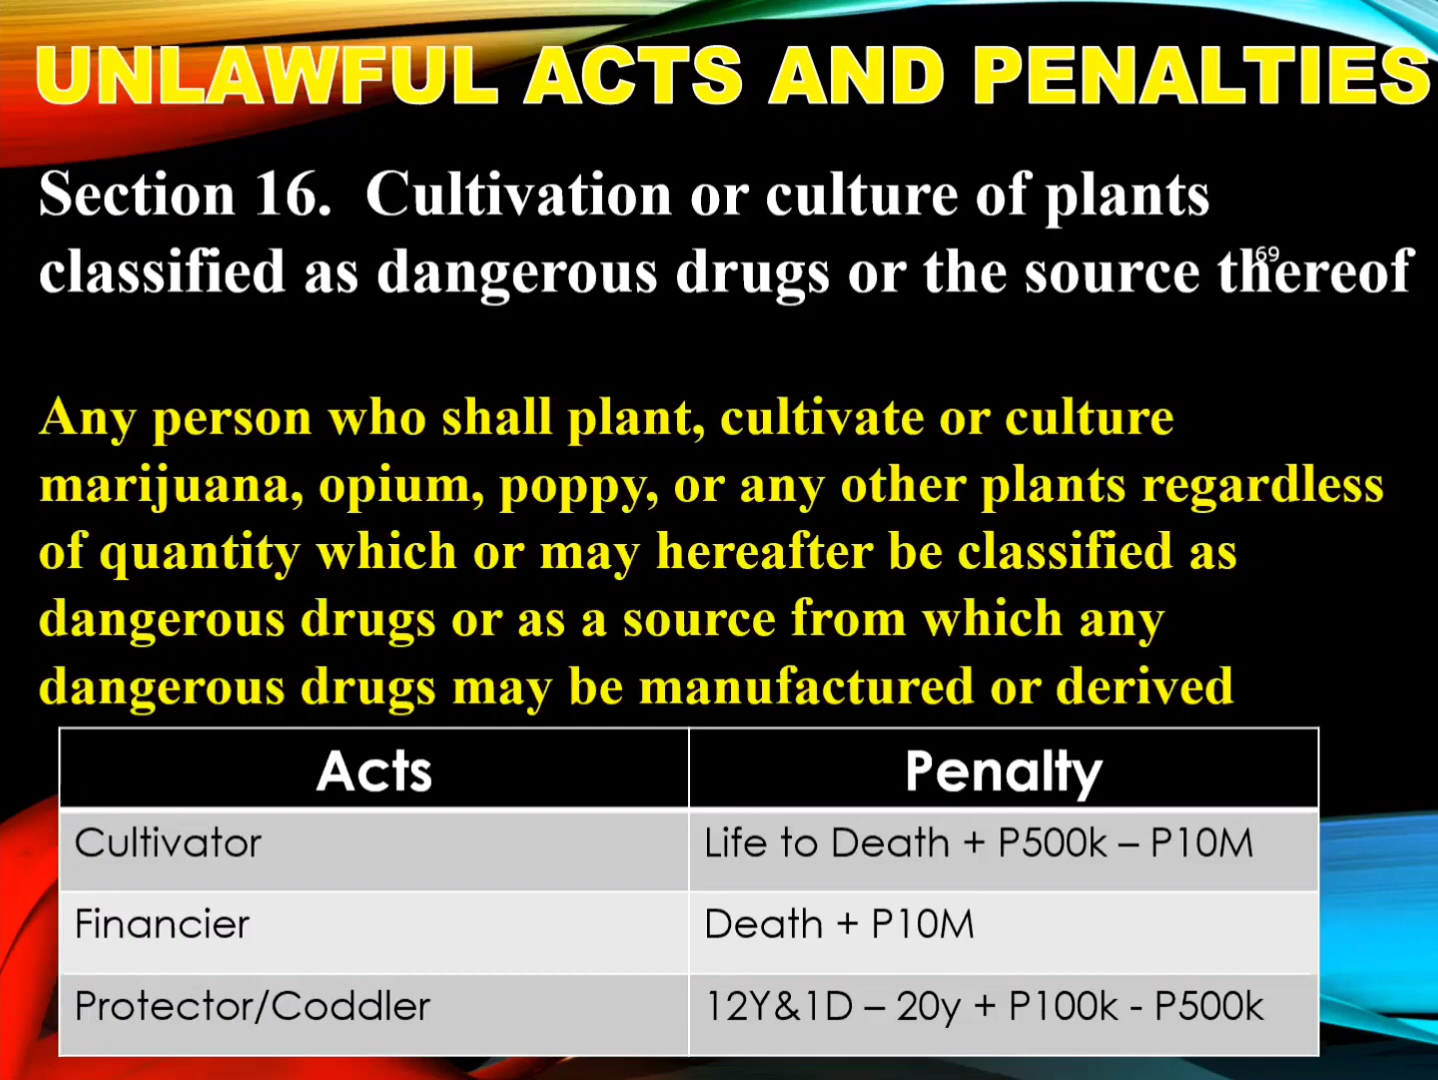 UNLAWFUL ACTS AND PENALTIES
Section 16. Cultivation or culture of plants
classified as dangerous drugs or the source thereof
69
Any person who shall plant, cultivate or culture
marijuana, opium, poppy, or any other plants regardless
of quantity which or may hereafter be classified as
dangerous drugs or as a source from which any
dangerous drugs may be manufactured or derived
Acts Penalty
Cultivator Life to Death + P500k – P10M
Financier Death + P10M
Protector/Coddler 12Y&1D – 20y + P100k - P500k